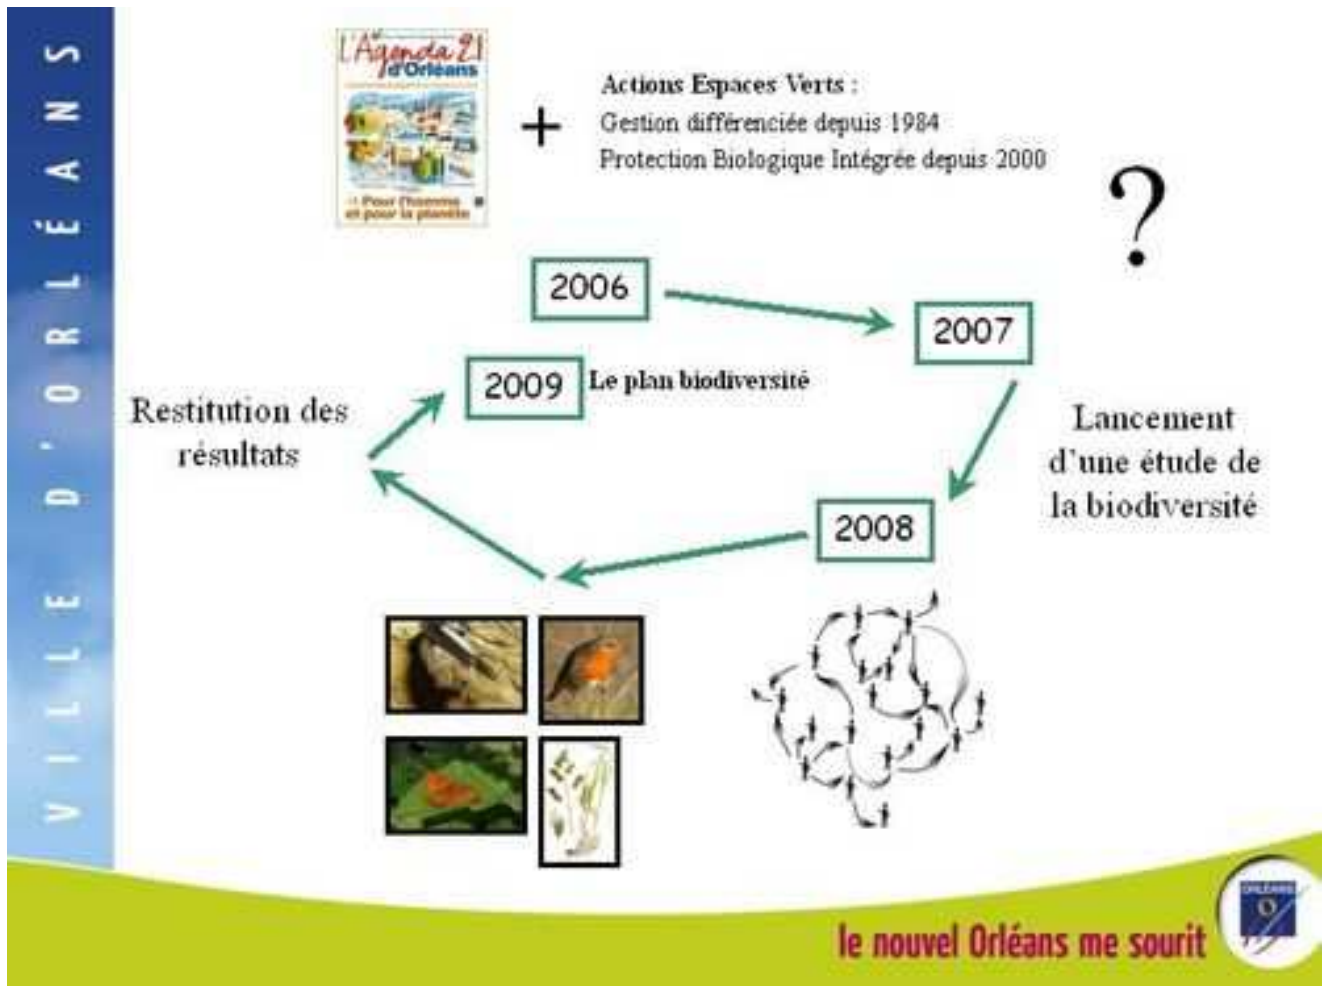 VILLE D'ORLÉANS
L'Agenda 21
d'Orléans
Pour l'homme
et pour la planète
+
Actions Espaces Verts :
Gestion différenciée depuis 1984
Protection Biologique Intégrée depuis 2000
?
2006
2007
2009
Le plan biodiversité
Restitution des
résultats
Lancement
d'une étude de
la biodiversité
2008
le nouvel Orléans me sourit
ORLÉANS